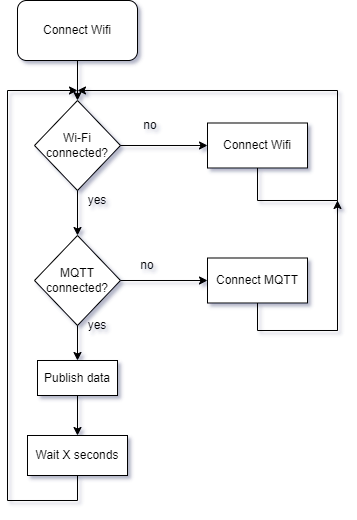 Connect Wifi
Wi-Fi
connected?
no
Connect Wifi
yes
MQTT
connected?
no
Connect MQTT
yes
Publish data
Wait X seconds